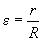 ε = r/R